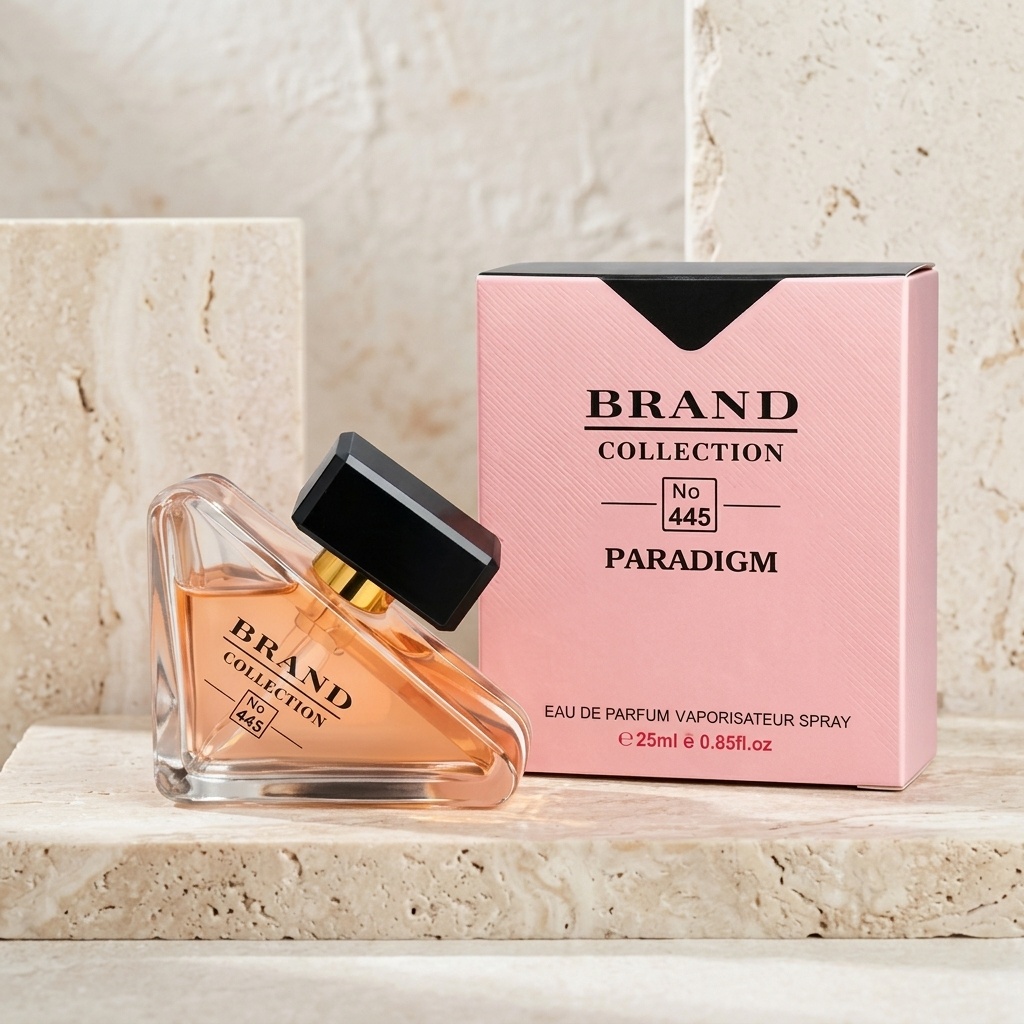 BRAND
COLLECTION
No
445
PARADIGM
EAU DE PARFUM VAPORISATEUR SPRAY
℮25ml ē 0.85fl.oz
BRAND
COLLECTION
No
445